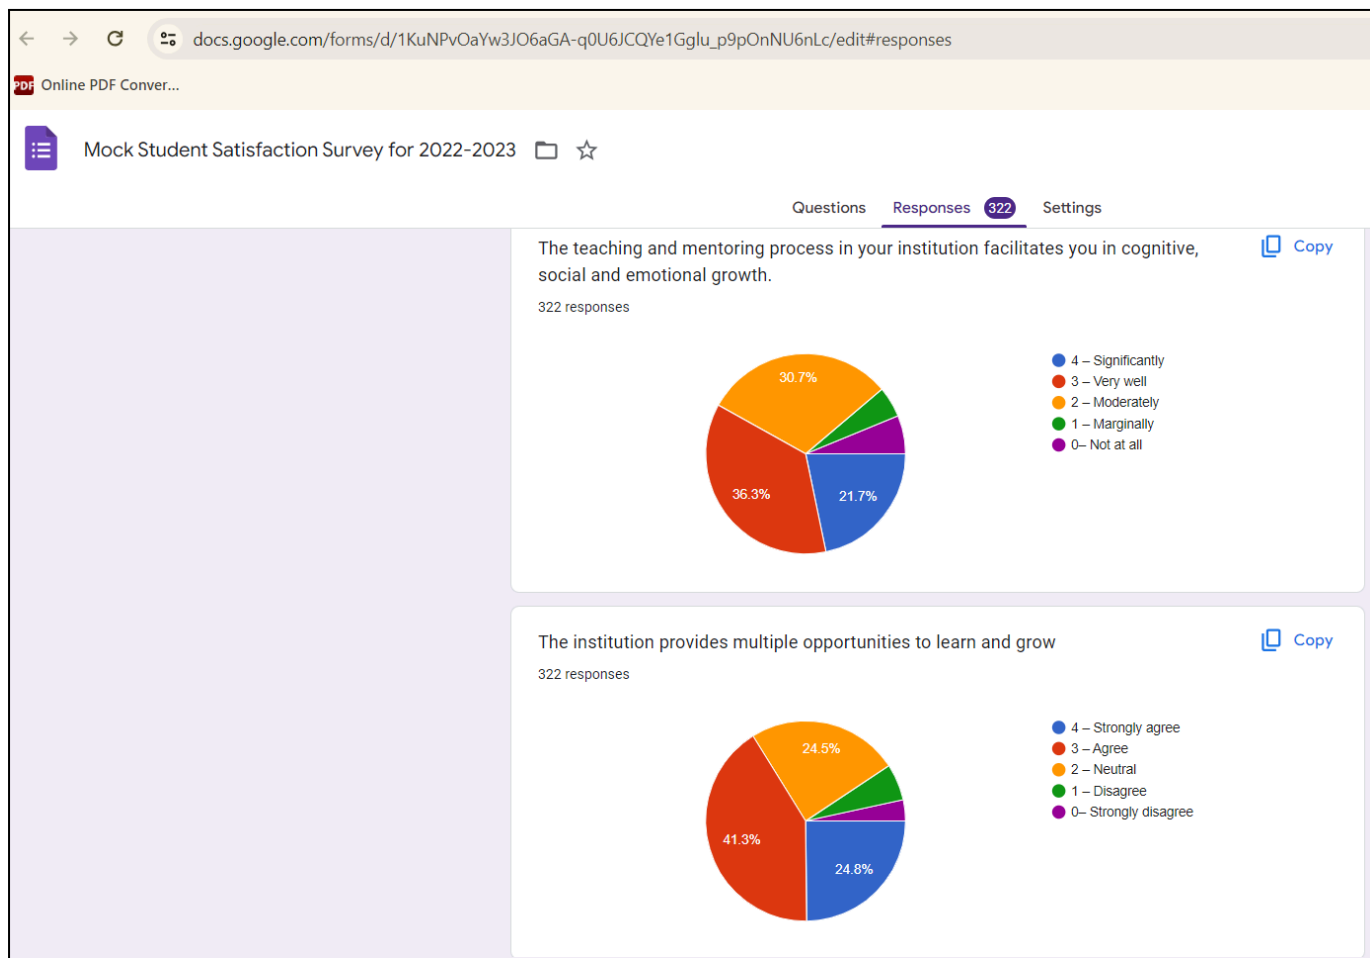 docs.google.com/forms/d/1KuNPvOaYw3JO6aGA-q0U6JCQYe1Gglu_p9pOnNU6nLc/edit#responses
PDF Online PDF Conver...
Mock Student Satisfaction Survey for 2022-2023
Questions Responses 322 Settings
The teaching and mentoring process in your institution facilitates you in cognitive, Copy
social and emotional growth.
322 responses
30.7%
36.3%
21.7%
4 – Significantly
3 – Very well
2 – Moderately
1 – Marginally
0– Not at all
The institution provides multiple opportunities to learn and grow Copy
322 responses
24.5%
41.3%
24.8%
4 – Strongly agree
3 – Agree
2 – Neutral
1 – Disagree
0– Strongly disagree